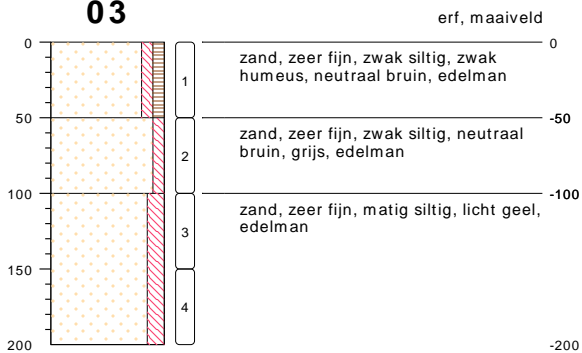 03
erf, maaiveld
0
0
zand, zeer fijn, zwak siltig, zwak
humeus, neutraal bruin, edelman
1
50
-50
zand, zeer fijn, zwak siltig, neutraal
bruin, grijs, edelman
2
100
-100
zand, zeer fijn, matig siltig, licht geel,
edelman
3
150
4
200
-200